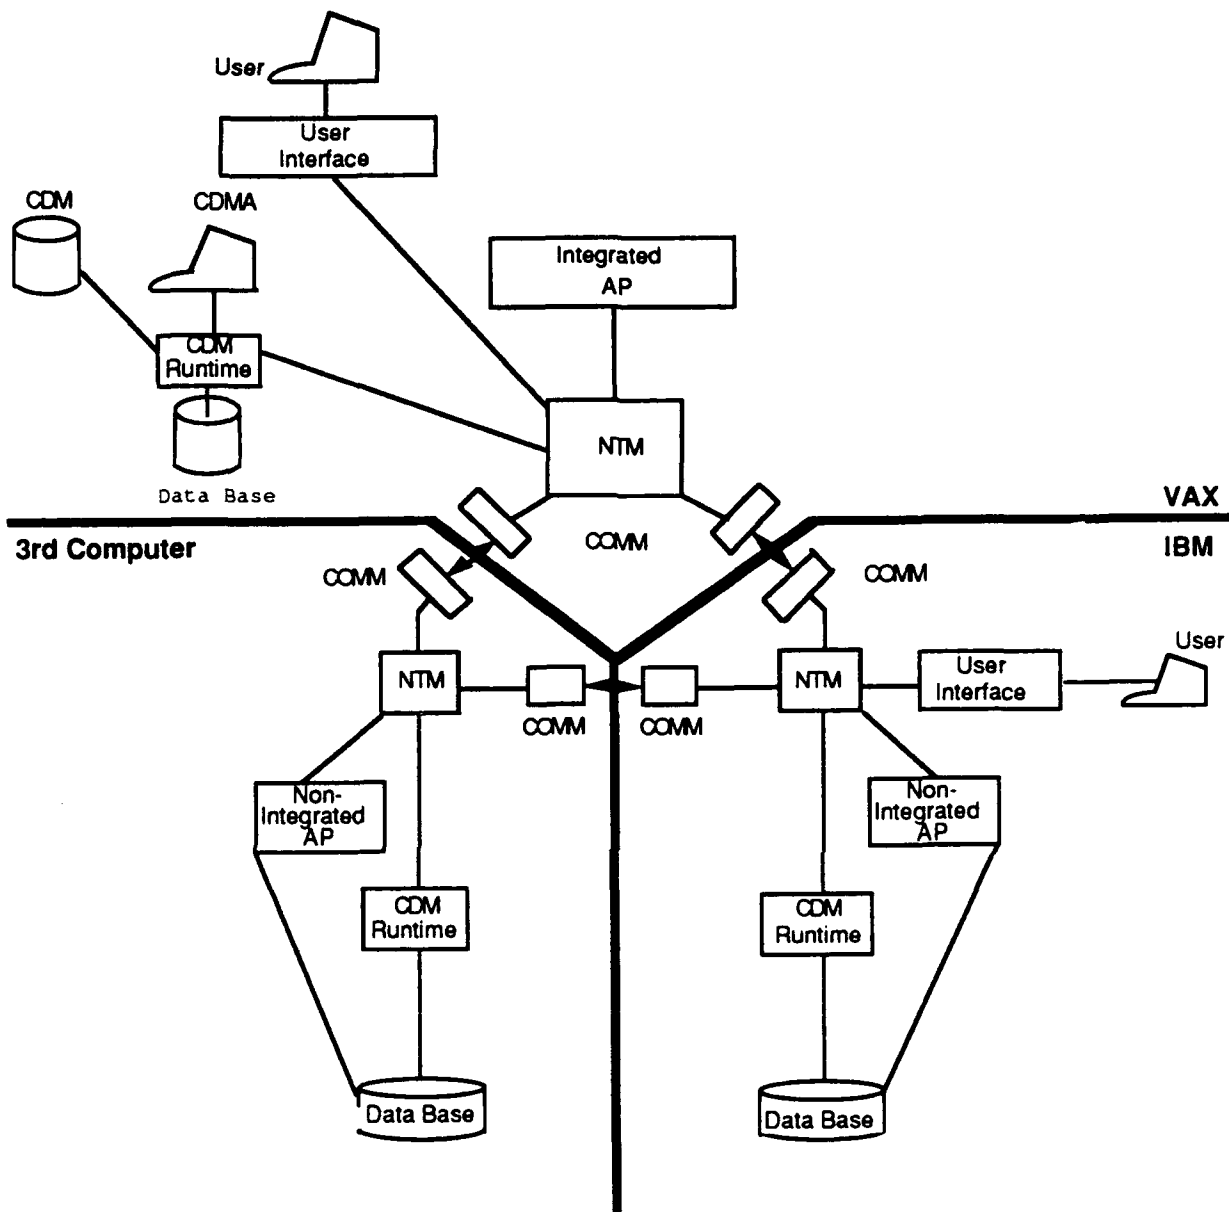 User
User
Interface
CDM
CDMA
Integrated
AP
CDM
Runtime
NTM
Data Base
VAX
3rd Computer
COMM
IBM
COMM
COMM
User
NTM
NTM
User
Interface
COMM
COMM
Non-
Integrated
AP
Non-
Integrated
AP
CDM
Runtime
CDM
Runtime
Data Base
Data Base